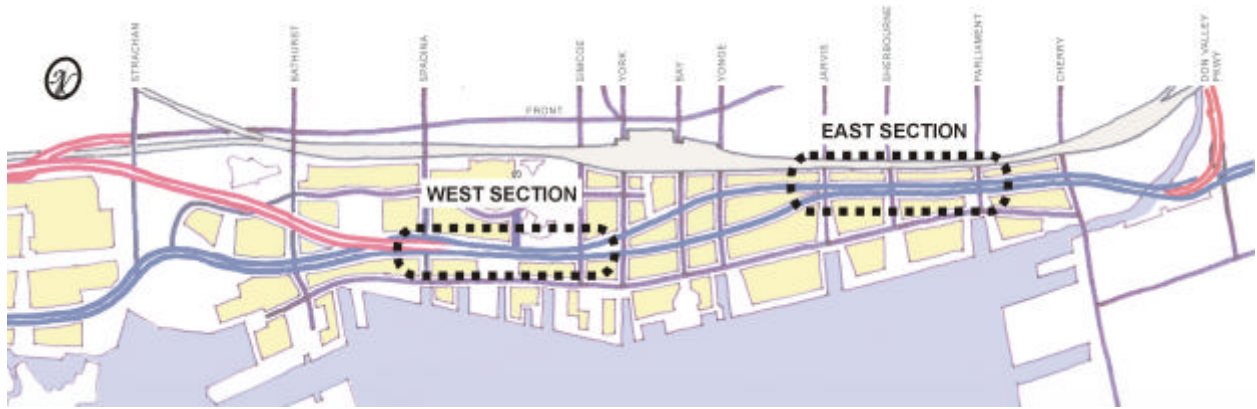 STRACHAN
BATHURST
SPADINA
SIMCOE
YORK
BAY
YONGE
JARVIS
SHERBOURNE
PARLIAMENT
CHERRY
DON VALLEY
PKWY
FRONT
EAST SECTION
WEST SECTION